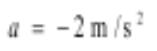 a = −2 m/s²